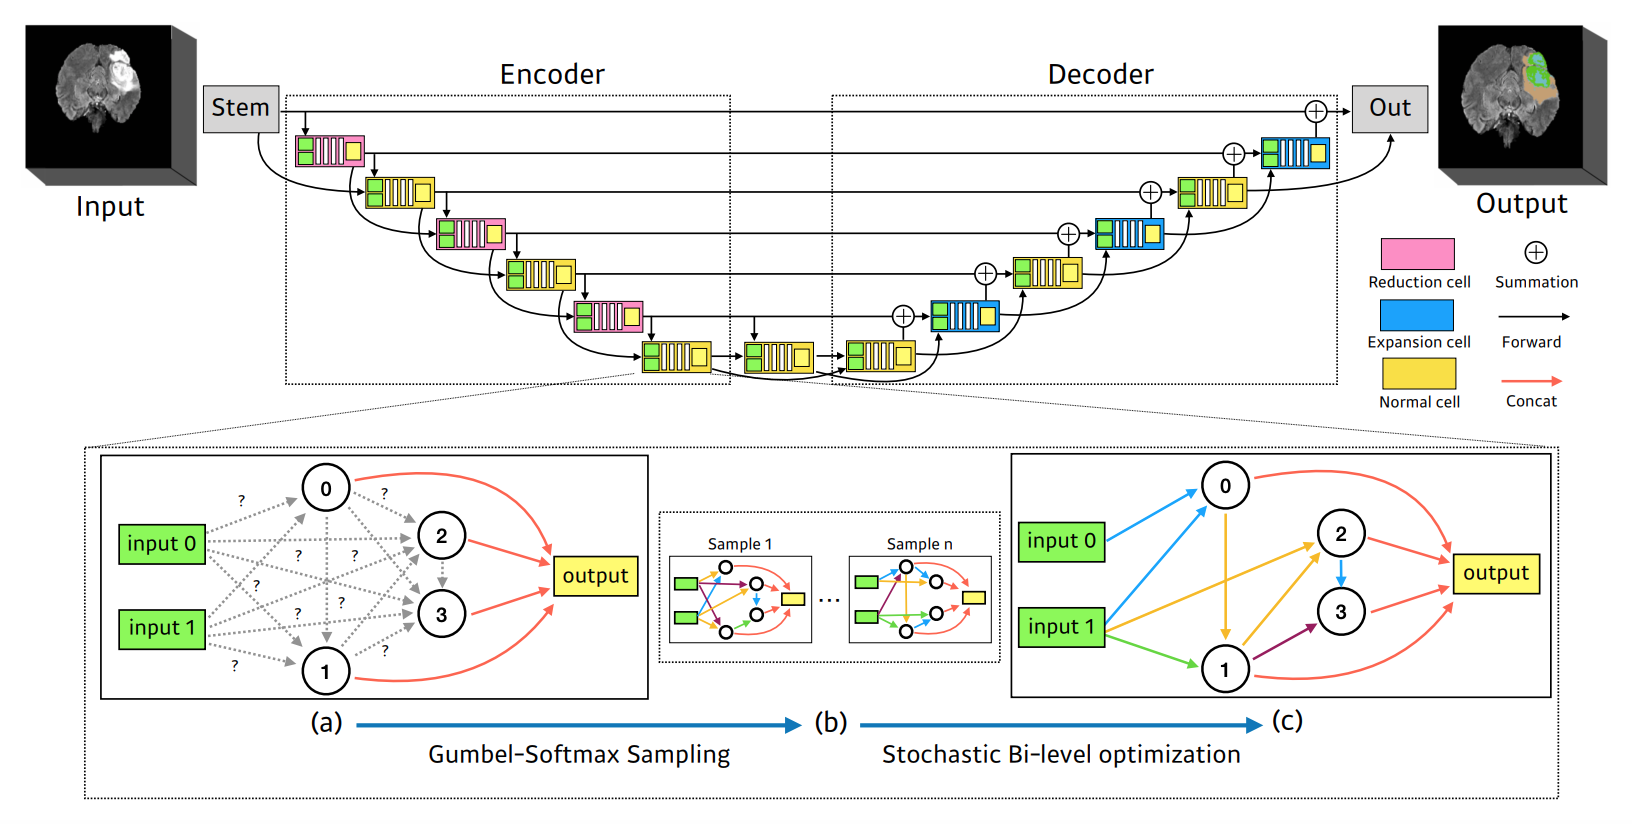 Encoder
Decoder
Stem
Out
Input
Output
Reduction cell
Summation
Expansion cell
Forward
Normal cell
Concat
input 0
input 1
0
1
2
3
output
?
?
?
?
?
?
?
?
?
Sample 1
...
Sample n
input 0
input 1
0
1
2
3
output
(a)
(b)
(c)
Gumbel-Softmax Sampling
Stochastic Bi-level optimization